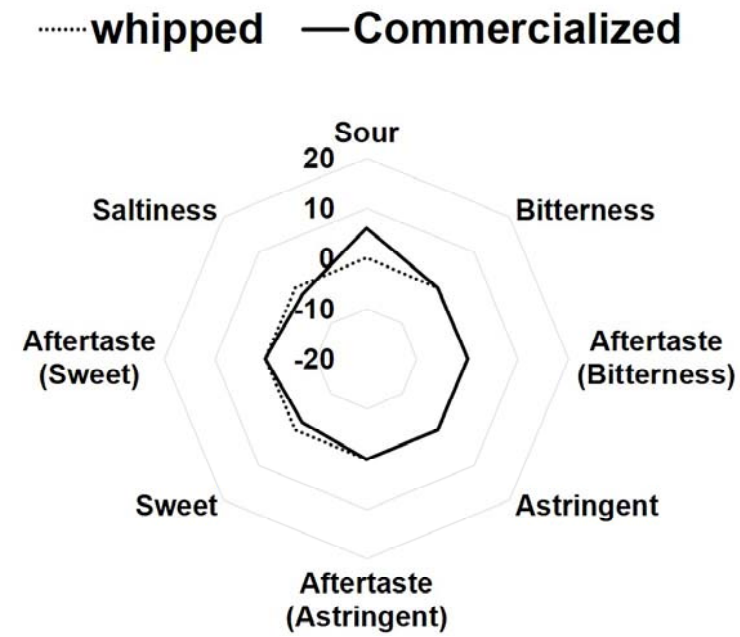 whipped Commercialized
Sour
20
10
0
-10
-20
Saltiness
Bitterness
Aftertaste
(Sweet)
Aftertaste
(Bitterness)
Sweet
Astringent
Aftertaste
(Astringent)